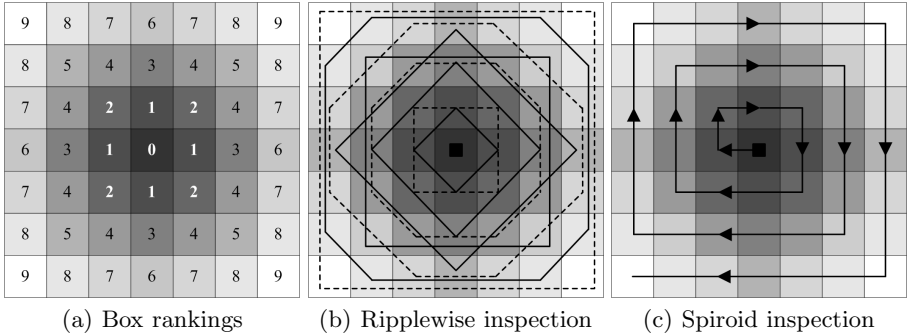 9 8 7 6 7 8 9
8 5 4 3 4 5 8
7 4 2 1 2 4 7
6 3 1 0 1 3 6
7 4 2 1 2 4 7
8 5 4 3 4 5 8
9 8 7 6 7 8 9
(a) Box rankings
(b) Ripplewise inspection
(c) Spiroid inspection